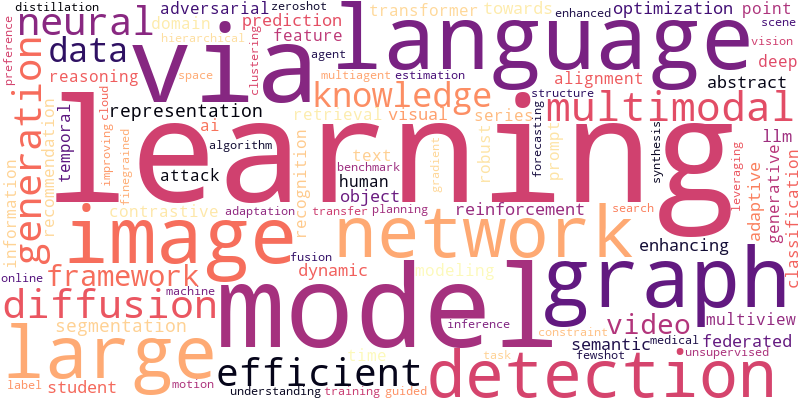 distillation
adversarial
zeroshot
transformer
towards
enhanced
optimization
point
neural
domain
prediction
scene
via
language
hierarchical
feature
agent
vision
data
preference
clustering
reasoning
space
multiagent
estimation
alignment
deep
abstract
generation
cloud
knowledge
structure
multimodal
representation
retrieval
visual
series
temporal
ai
learning
forecasting
llm
recommendation
improving
finegrained
algorithm
robust
prompt
synthesis
leveraging
generative
classification
attack
text
benchmark
gradient
human
object
information
recognition
contrastive
adaptation
transfer
planning
reinforcement
search
adaptive
image
network
enhancing
fusion
online
framework
machine
dynamic
modeling
graph
diffusion
model
segmentation
inference
video
multiview
constraint
semantic
medical
federated
large
time
fewshot
unsupervised
efficient
task
detection
label
student
motion
understanding
training
guided